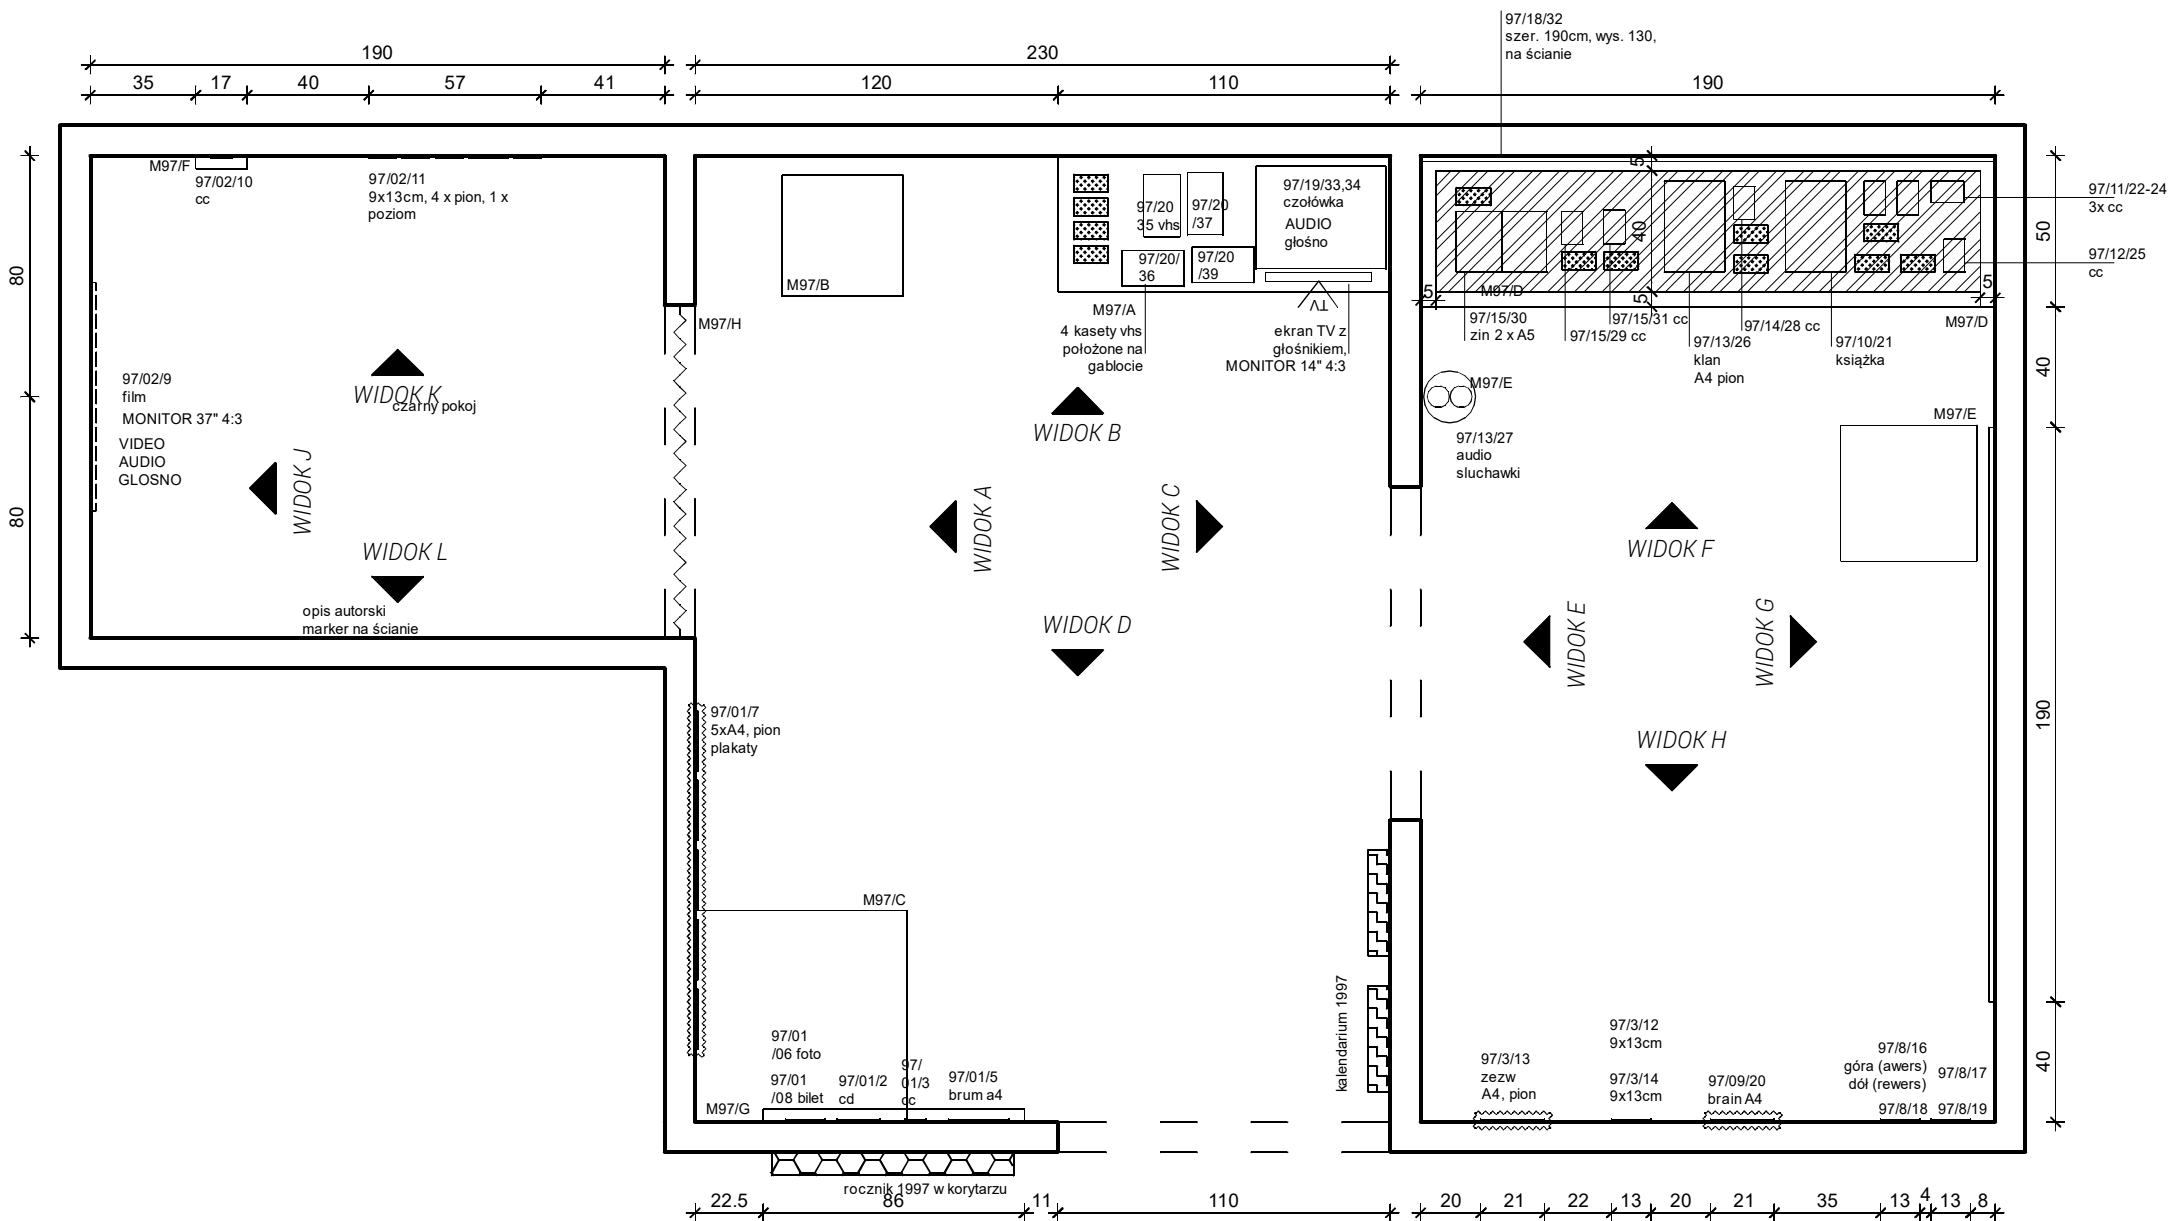 97/18/32
szer. 190cm, wys. 130,
na ścianie
190
230
35
17
40
57
41
120
110
190
M97/F
97/02/10
cc
97/02/11
9x13cm, 4 x pion, 1 x
poziom
M97/B
97/20
35 vhs
97/20
/37
97/20/
36
97/20
/39
97/19/33,34
czołówka
AUDIO
głośno
TV
M97/A
4 kasety vhs
położone na
gablocie
ekran TV z
głośnikiem,
MONITOR 14" 4:3
5
40
5
5
5
M97/D
97/15/30
zin 2 x A5
97/15/29 cc
97/15/31 cc
97/13/26
klan
A4 pion
97/14/28 cc
97/10/21
książka
M97/D
97/11/22-24
3x cc
97/12/25
cc
50
40
190
40
80
80
M97/H
97/02/9
film
MONITOR 37" 4:3
VIDEO
AUDIO
GLOSNO
WIDOK K
czarny pokoj
WIDOK J
WIDOK L
opis autorski
marker na ścianie
WIDOK B
WIDOK A
WIDOK C
WIDOK D
M97/E
97/13/27
audio
sluchawki
M97/E
WIDOK F
WIDOK E
WIDOK G
WIDOK H
97/01/7
5xA4, pion
plakaty
M97/C
kalendarium 1997
97/01
/06 foto
97/01
/08 bilet
97/01/2
cd
97/
01/3
cc
97/01/5
brum a4
M97/G
97/3/13
zezw
A4, pion
97/3/12
9x13cm
97/3/14
9x13cm
97/09/20
brain A4
97/8/16
góra (awers)
dół (rewers)
97/8/17
97/8/18
97/8/19
rocznik 1997 w korytarzu
22.5
86
11
110
20
21
22
13
20
21
35
13
4
13
8